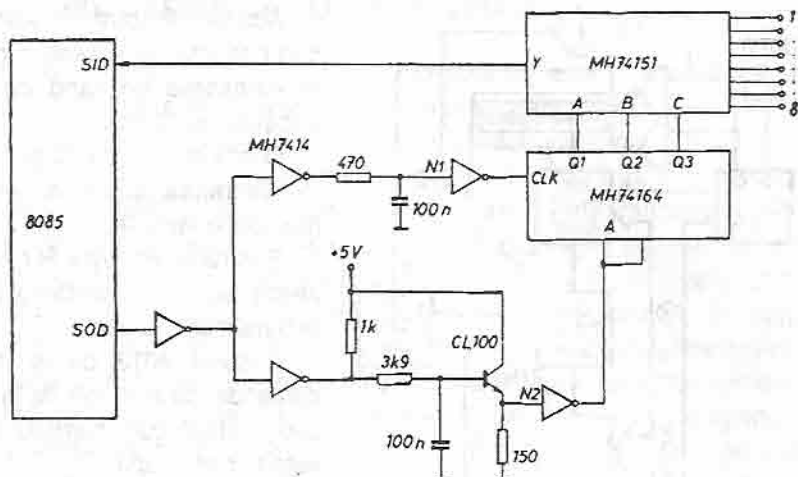 1
SID
Y
MH74151
A B C
8
MH7414
470
N1
CLK
Q1 Q2 Q3
MH74164
100n
A
8085
+5V
SOD
1k
CL100
3k9
N2
100n
150